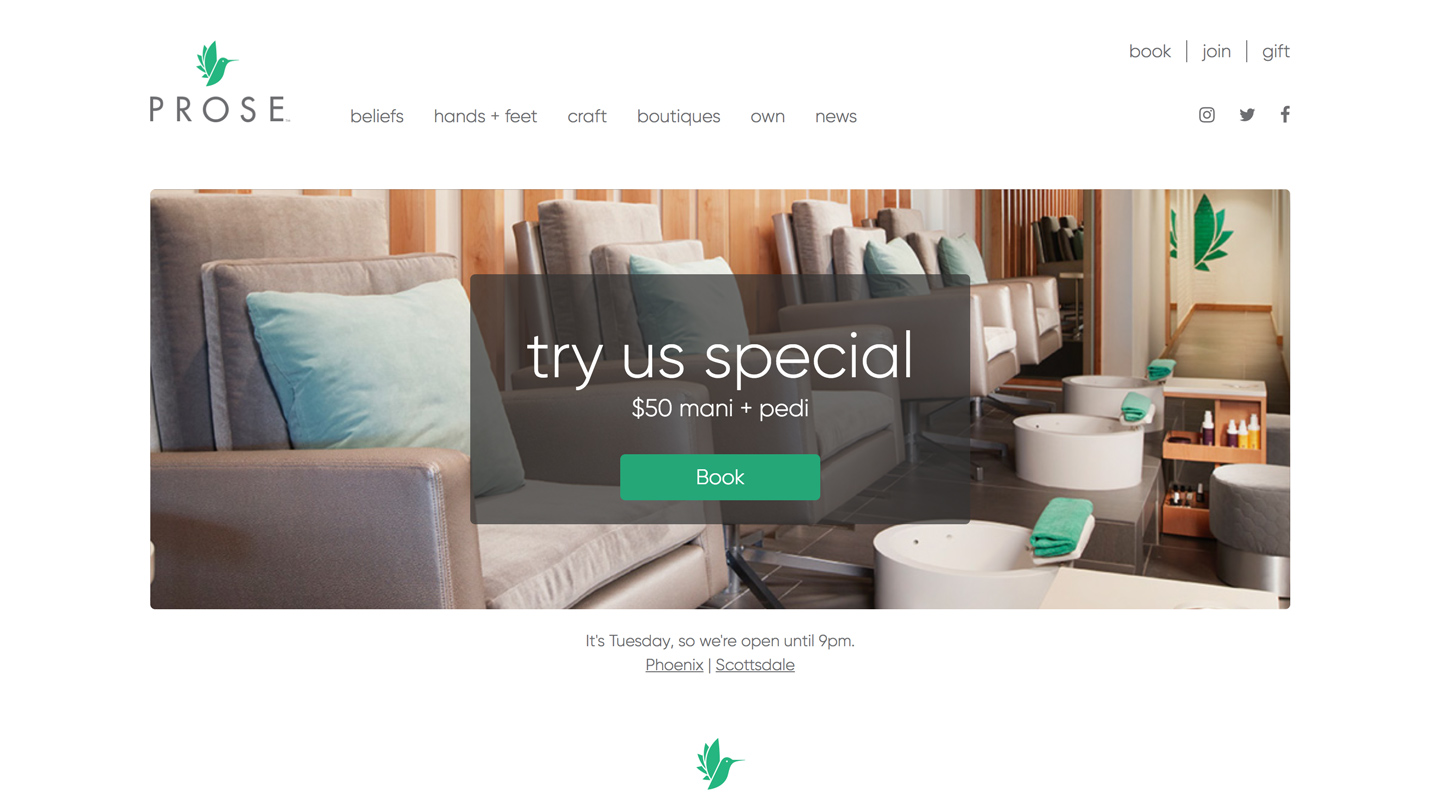 book | join | gift
PROSE
beliefs hands + feet craft boutiques own news
try us special
$50 mani + pedi
Book
It's Tuesday, so we're open until 9pm.
Phoenix | Scottsdale